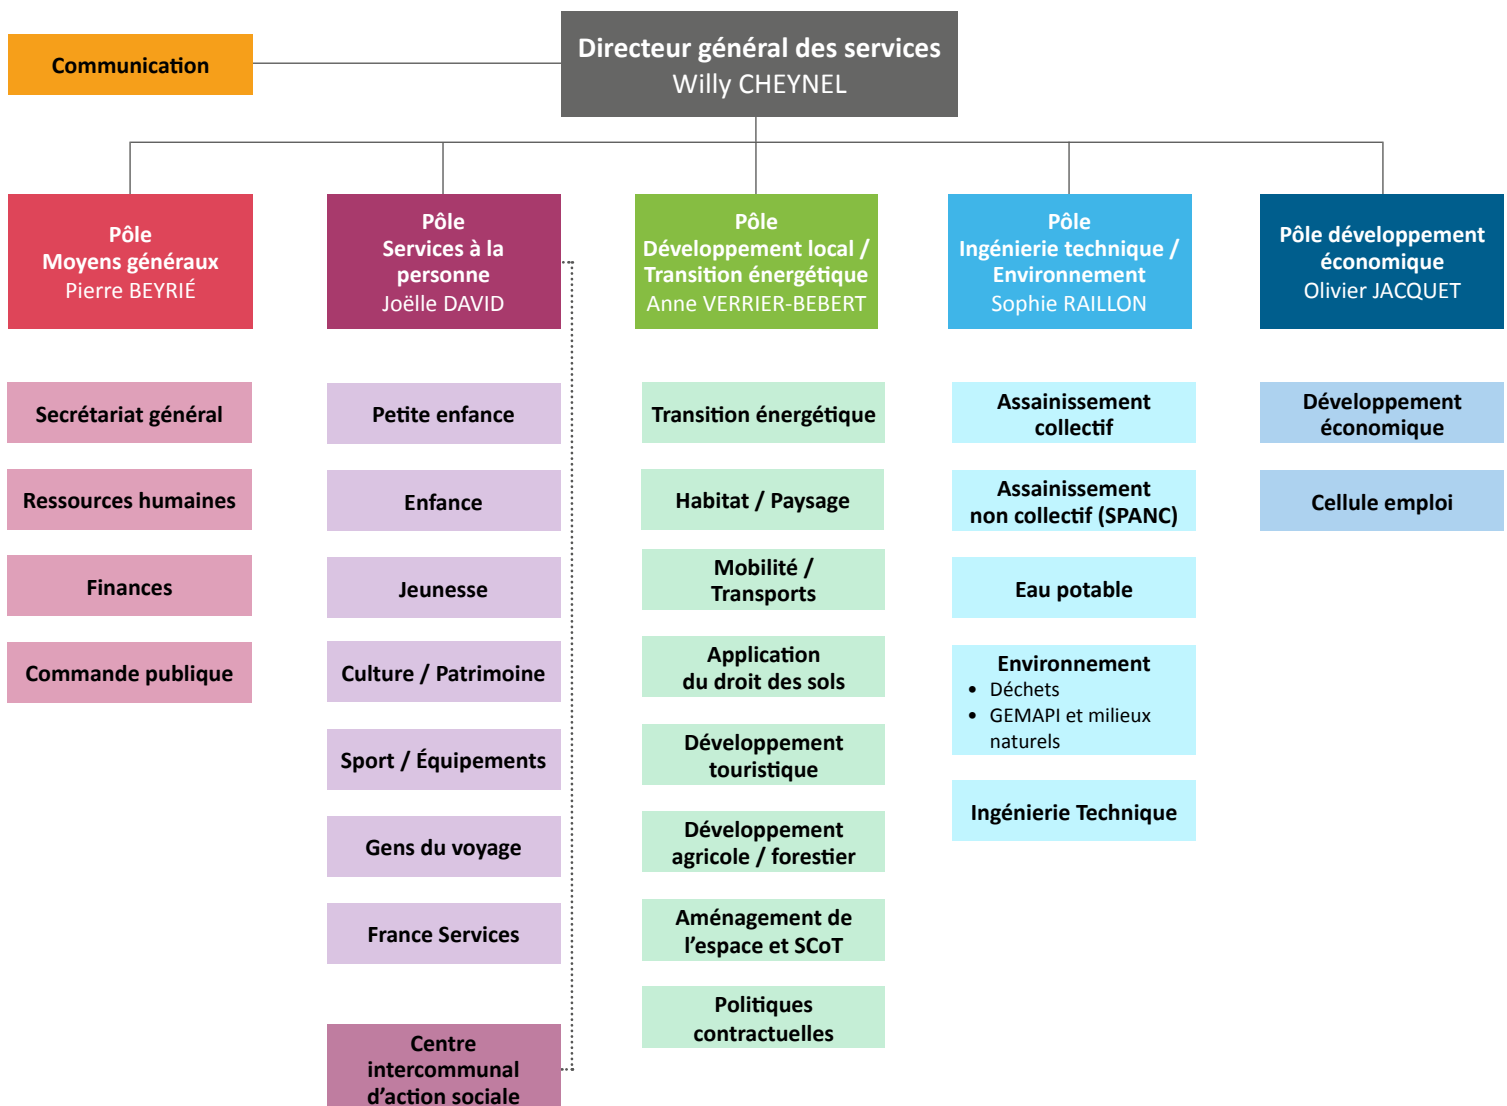 Communication
Directeur général des services
Willy CHEYNEL
Pôle
Moyens généraux
Pierre BEYRIÉ
Pôle
Services à la
personne
Joëlle DAVID
Pôle
Développement local /
Transition énergétique
Anne VERRIER-BEBERT
Pôle
Ingénierie technique /
Environnement
Sophie RAILLON
Pôle développement
économique
Olivier JACQUET
Secrétariat général
Ressources humaines
Finances
Commande publique
Petite enfance
Enfance
Jeunesse
Culture / Patrimoine
Sport / Équipements
Gens du voyage
France Services
Centre
intercommunal
d’action sociale
Transition énergétique
Habitat / Paysage
Mobilité /
Transports
Application
du droit des sols
Développement
touristique
Développement
agricole / forestier
Aménagement de
l’espace et SCoT
Politiques
contractuelles
Assainissement
collectif
Assainissement
non collectif (SPANC)
Eau potable
Environnement
• Déchets
• GEMAPI et milieux
naturels
Ingénierie Technique
Développement
économique
Cellule emploi